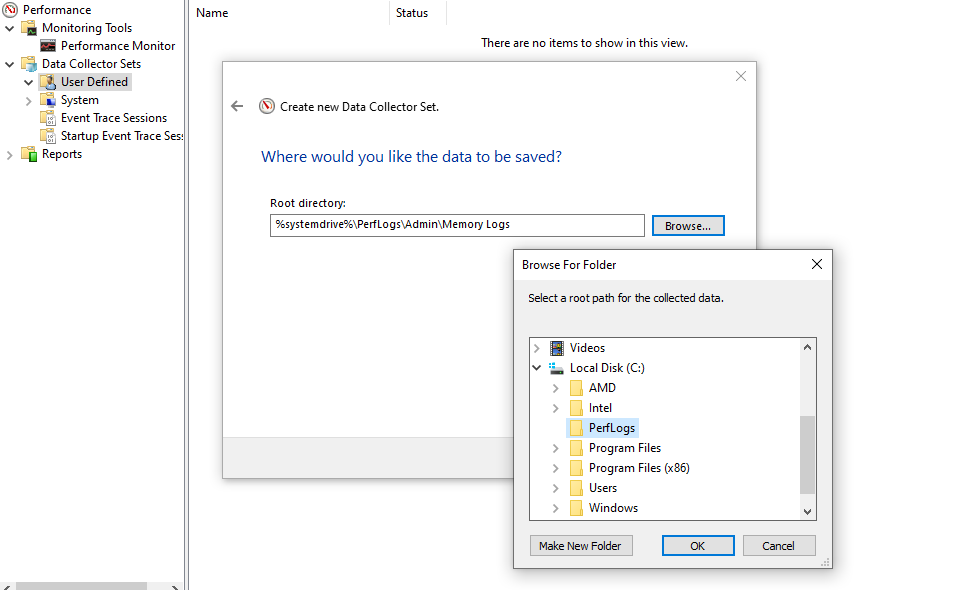 Performance
Monitoring Tools
Performance Monitor
Data Collector Sets
User Defined
System
Event Trace Sessions
Startup Event Trace Ses
Reports
Name Status
There are no items to show in this view.
Create new Data Collector Set.
Where would you like the data to be saved?
Root directory:
%systemdrive%\PerfLogs\Admin\Memory Logs Browse...
Browse For Folder
Select a root path for the collected data.
Videos
Local Disk (C:)
AMD
Intel
PerfLogs
Program Files
Program Files (x86)
Users
Windows
Make New Folder OK Cancel